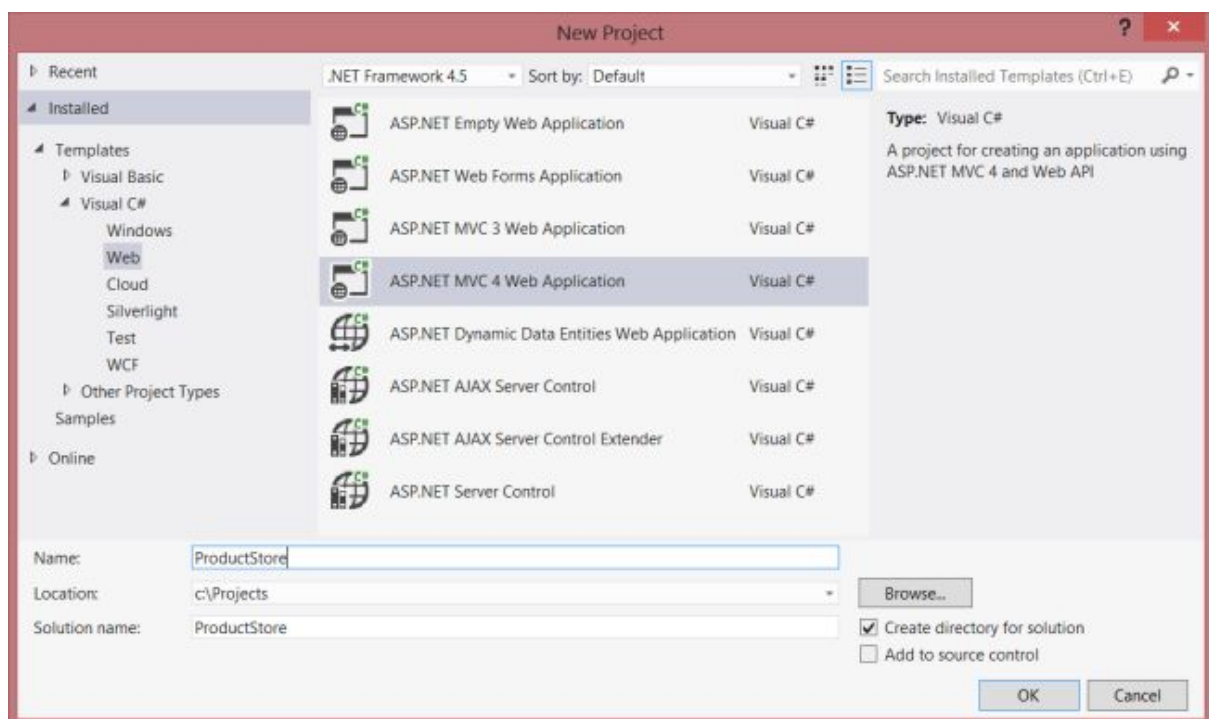 New Project
?
Recent
Installed
Templates
Visual Basic
Visual C#
Windows
Web
Cloud
Silverlight
Test
WCF
Other Project Types
Samples
Online
.NET Framework 4.5
Sort by: Default
Search Installed Templates (Ctrl+E)
ASP.NET Empty Web Application Visual C#
ASP.NET Web Forms Application Visual C#
ASP.NET MVC 3 Web Application Visual C#
ASP.NET MVC 4 Web Application Visual C#
ASP.NET Dynamic Data Entities Web Application Visual C#
ASP.NET AJAX Server Control Visual C#
ASP.NET AJAX Server Control Extender Visual C#
ASP.NET Server Control Visual C#
Type: Visual C#
A project for creating an application using
ASP.NET MVC 4 and Web API
Name: ProductStore
Location: c:\Projects
Browse...
Solution name: ProductStore
Create directory for solution
Add to source control
OK
Cancel